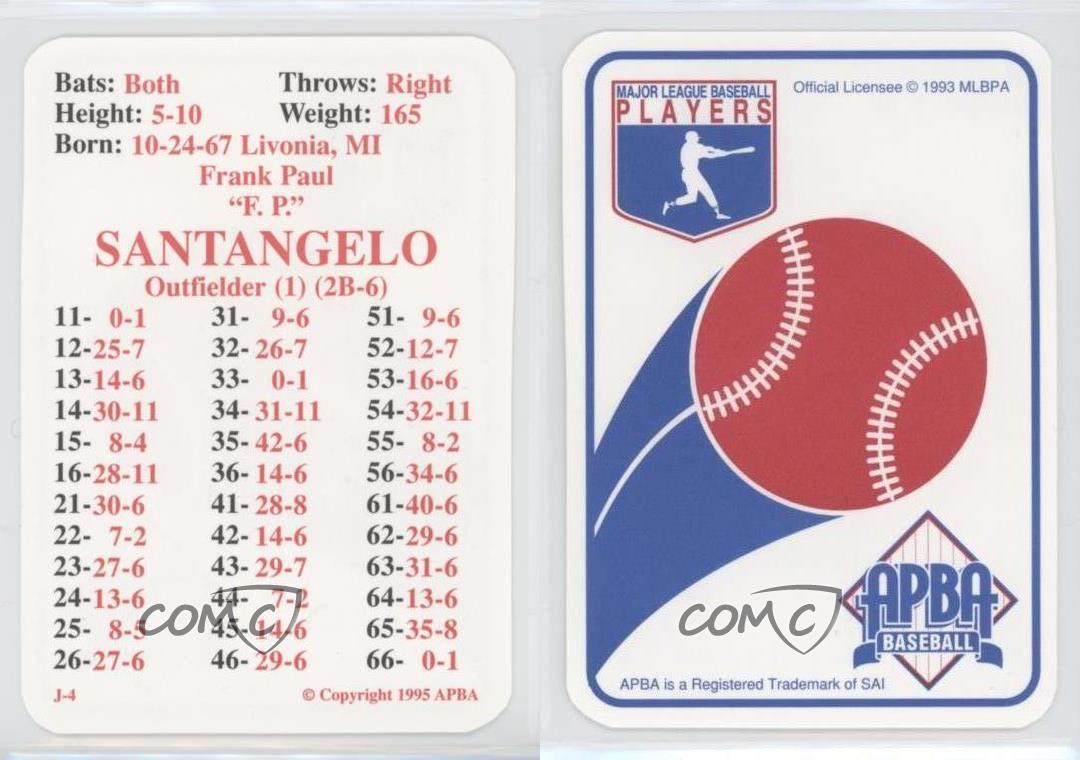 Bats: Both Throws: Right
Height: 5-10 Weight: 165
Born: 10-24-67 Livonia, MI
Frank Paul
“F. P.”
SANTANGELO
Outfielder (1) (2B-6)
11- 0-1 31- 9-6 51- 9-6
12-25-7 32- 26-7 52-12-7
13-14-6 33- 0-1 53-16-6
14-30-11 34- 31-11 54-32-11
15- 8-4 35- 42-6 55- 8-2
16-28-11 36- 14-6 56-34-6
21-30-6 41- 28-8 61-40-6
22- 7-2 42- 14-6 62-29-6
23-27-6 43- 29-7 63-31-6
24-13-6 44- 7-2 64-13-6
25- 8-5 45-14-6 65-35-8
26-27-6 46- 29-6 66- 0-1
J-4 © Copyright 1995 APBA
COMC
MAJOR LEAGUE BASEBALL
PLAYERS
Official Licensee © 1993 MLBPA
APBA
BASEBALL
COMC
APBA is a Registered Trademark of SAI